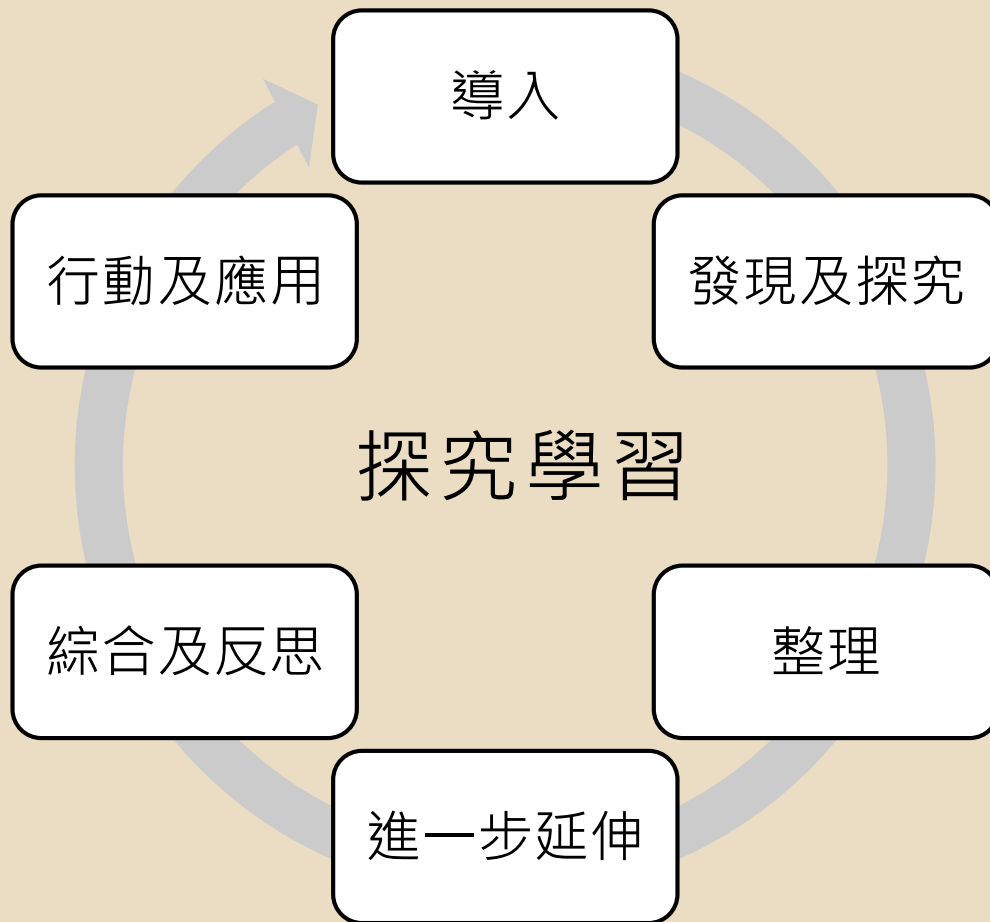 導入
發現及探究
整理
進一步延伸
綜合及反思
行動及應用
探究學習